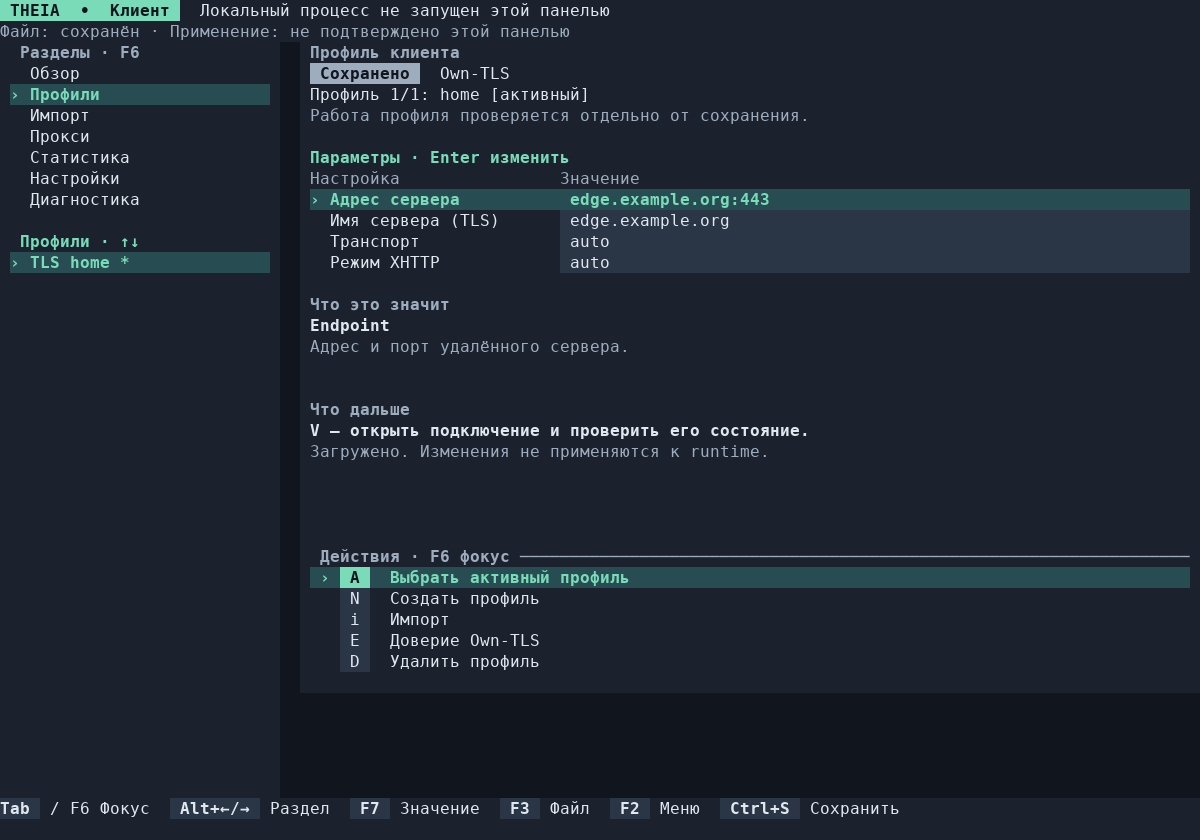 THEIA • Клиент Локальный процесс не запущен этой панелью
Файл: сохранён · Применение: не подтверждено этой панелью
Разделы · F6
Обзор
› Профили
Импорт
Прокси
Статистика
Настройки
Диагностика
Профили · ↑↓
› TLS home *
Профиль клиента
Сохранено Own-TLS
Профиль 1/1: home [активный]
Работа профиля проверяется отдельно от сохранения.
Параметры · Enter изменить
Настройка Значение
› Адрес сервера edge.example.org:443
Имя сервера (TLS) edge.example.org
Транспорт auto
Режим XHTTP auto
Что это значит
Endpoint
Адрес и порт удалённого сервера.
Что дальше
V — открыть подключение и проверить его состояние.
Загружено. Изменения не применяются к runtime.
Действия · F6 фокус
› A Выбрать активный профиль
N Создать профиль
i Импорт
E Доверие Own-TLS
D Удалить профиль
Tab / F6 Фокус Alt+←/→ Раздел F7 Значение F3 Файл F2 Меню Ctrl+S Сохранить